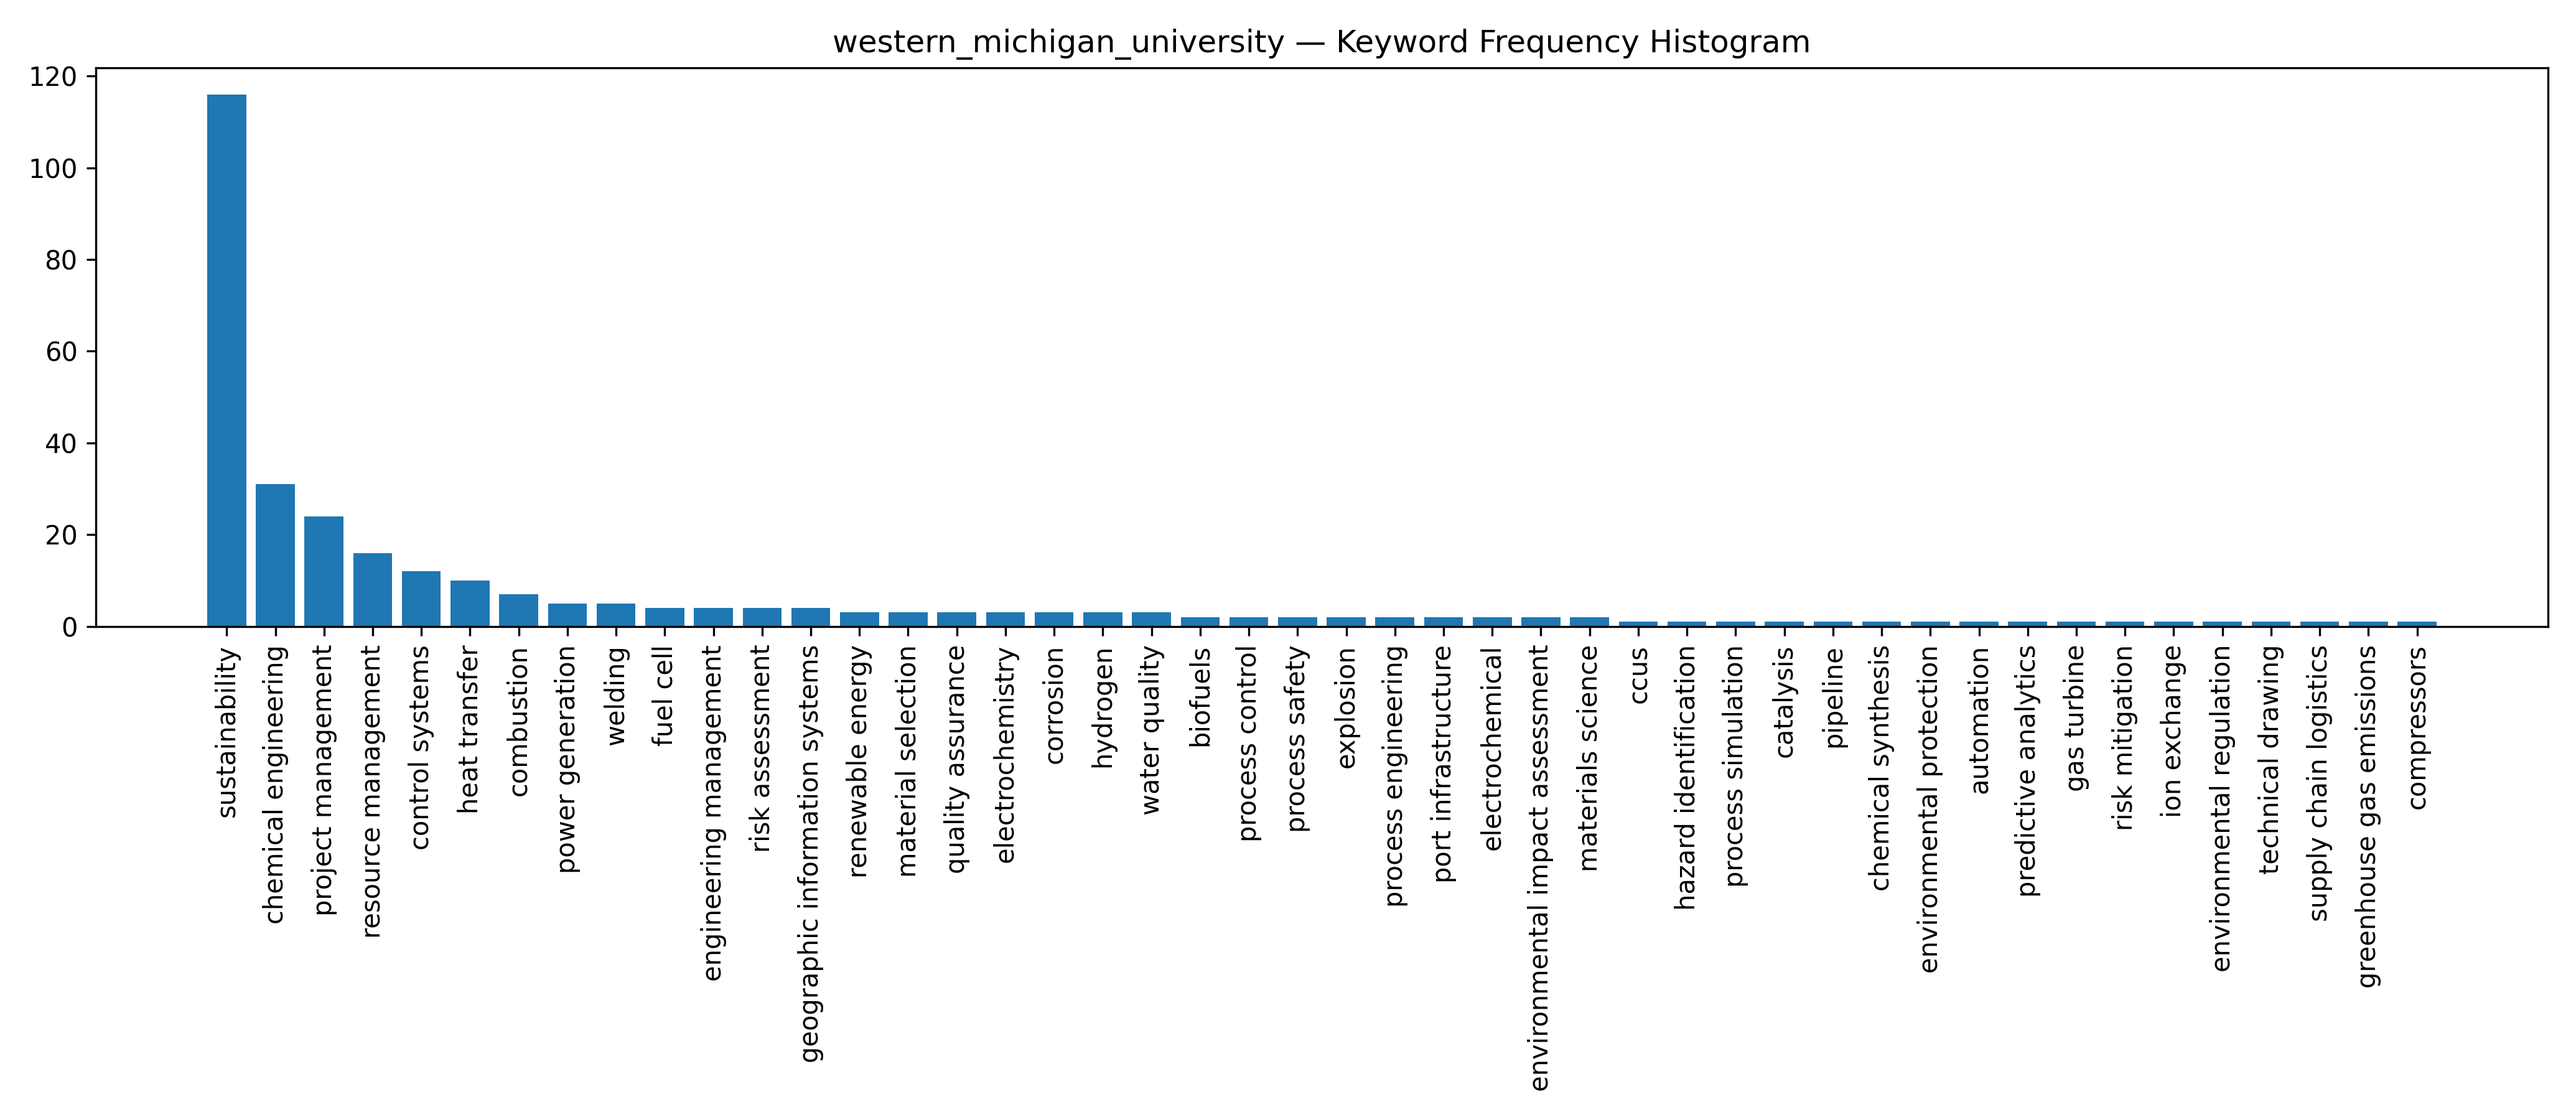 western_michigan_university — Keyword Frequency Histogram
120
100
80
60
40
20
0
sustainability
chemical engineering
project management
resource management
control systems
heat transfer
combustion
power generation
welding
fuel cell
engineering management
risk assessment
geographic information systems
renewable energy
material selection
quality assurance
electrochemistry
corrosion
hydrogen
water quality
biofuels
process control
process safety
explosion
process engineering
port infrastructure
electrochemical
environmental impact assessment
materials science
ccus
hazard identification
process simulation
catalysis
pipeline
chemical synthesis
environmental protection
automation
predictive analytics
gas turbine
risk mitigation
ion exchange
environmental regulation
technical drawing
supply chain logistics
greenhouse gas emissions
compressors